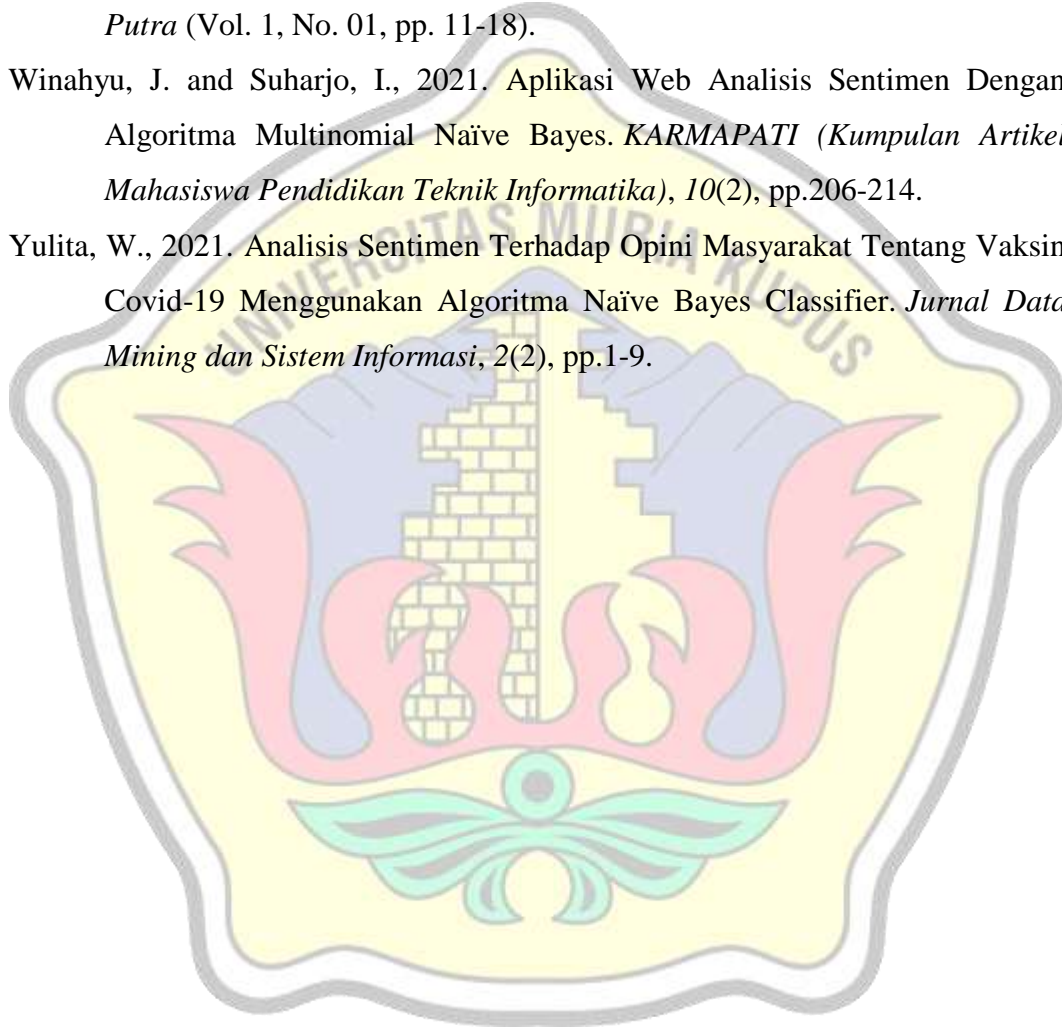 Putra (Vol. 1, No. 01, pp. 11-18).
Winahyu, J. and Suharjo, I., 2021. Aplikasi Web Analisis Sentimen Dengan
Algoritma Multinomial Naïve Bayes. KARMAPATI (Kumpulan Artikel
Mahasiswa Pendidikan Teknik Informatika), 10(2), pp.206-214.
Yulita, W., 2021. Analisis Sentimen Terhadap Opini Masyarakat Tentang Vaksin
Covid-19 Menggunakan Algoritma Naïve Bayes Classifier. Jurnal Data
Mining dan Sistem Informasi, 2(2), pp.1-9.
UNIVERSITAS MURIA KUDUS